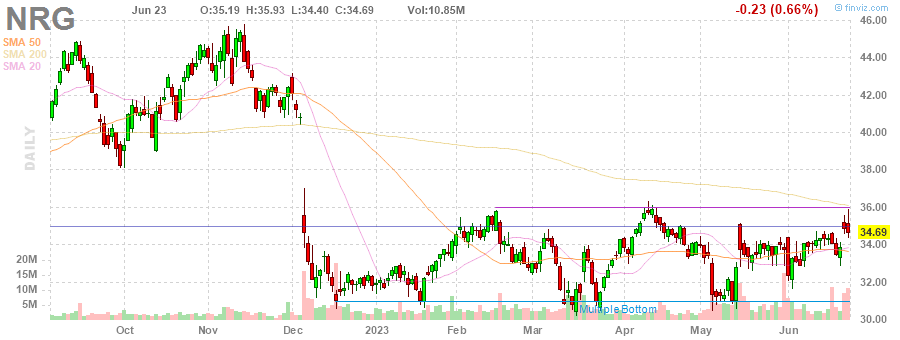 NRG Jun 23 O:35.19 H:35.93 L:34.40 C:34.69 Vol:10.85M -0.23 (0.66%) © finviz.com
SMA 50
SMA 200
SMA 20
DAILY
46.00
44.00
42.00
40.00
38.00
36.00
34.69
34.00
32.00
30.00
20M
15M
10M
5M
Multiple Bottom
Oct Nov Dec 2023 Feb Mar Apr May Jun